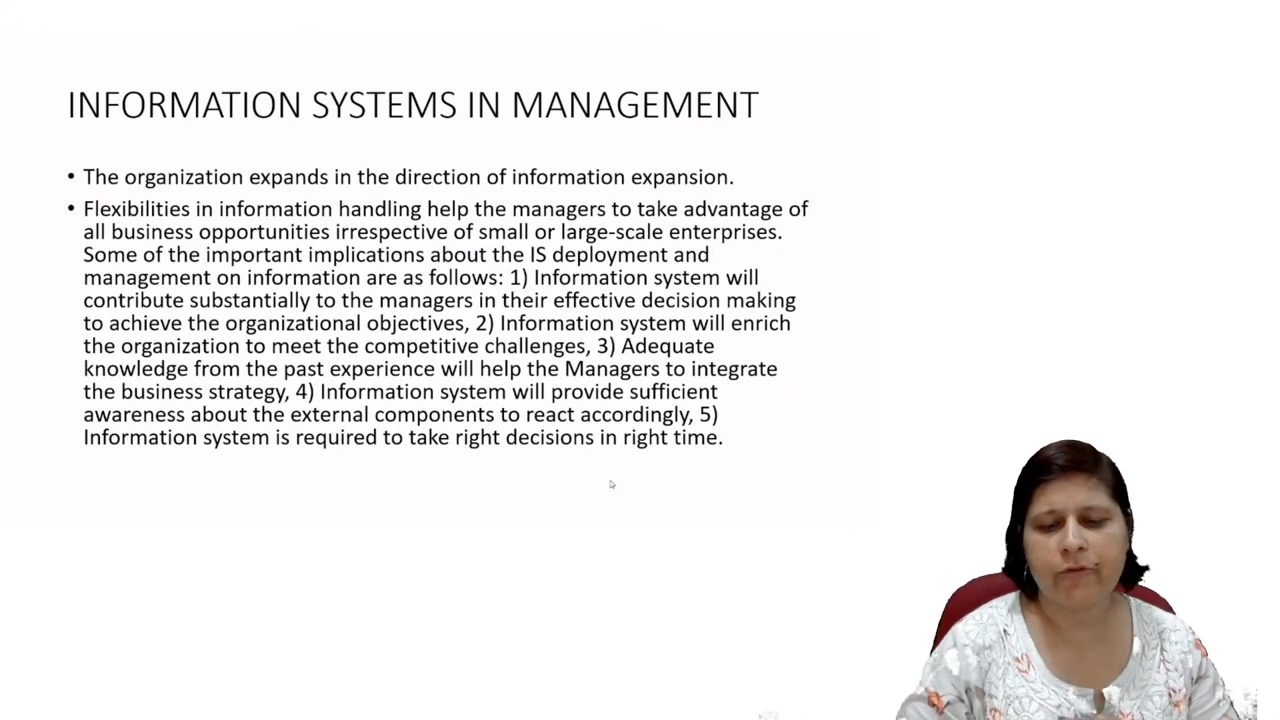 INFORMATION SYSTEMS IN MANAGEMENT
• The organization expands in the direction of information expansion.
• Flexibilities in information handling help the managers to take advantage of
all business opportunities irrespective of small or large-scale enterprises.
Some of the important implications about the IS deployment and
management on information are as follows: 1) Information system will
contribute substantially to the managers in their effective decision making
to achieve the organizational objectives, 2) Information system will enrich
the organization to meet the competitive challenges, 3) Adequate
knowledge from the past experience will help the Managers to integrate
the business strategy, 4) Information system will provide sufficient
awareness about the external components to react accordingly, 5)
Information system is required to take right decisions in right time.